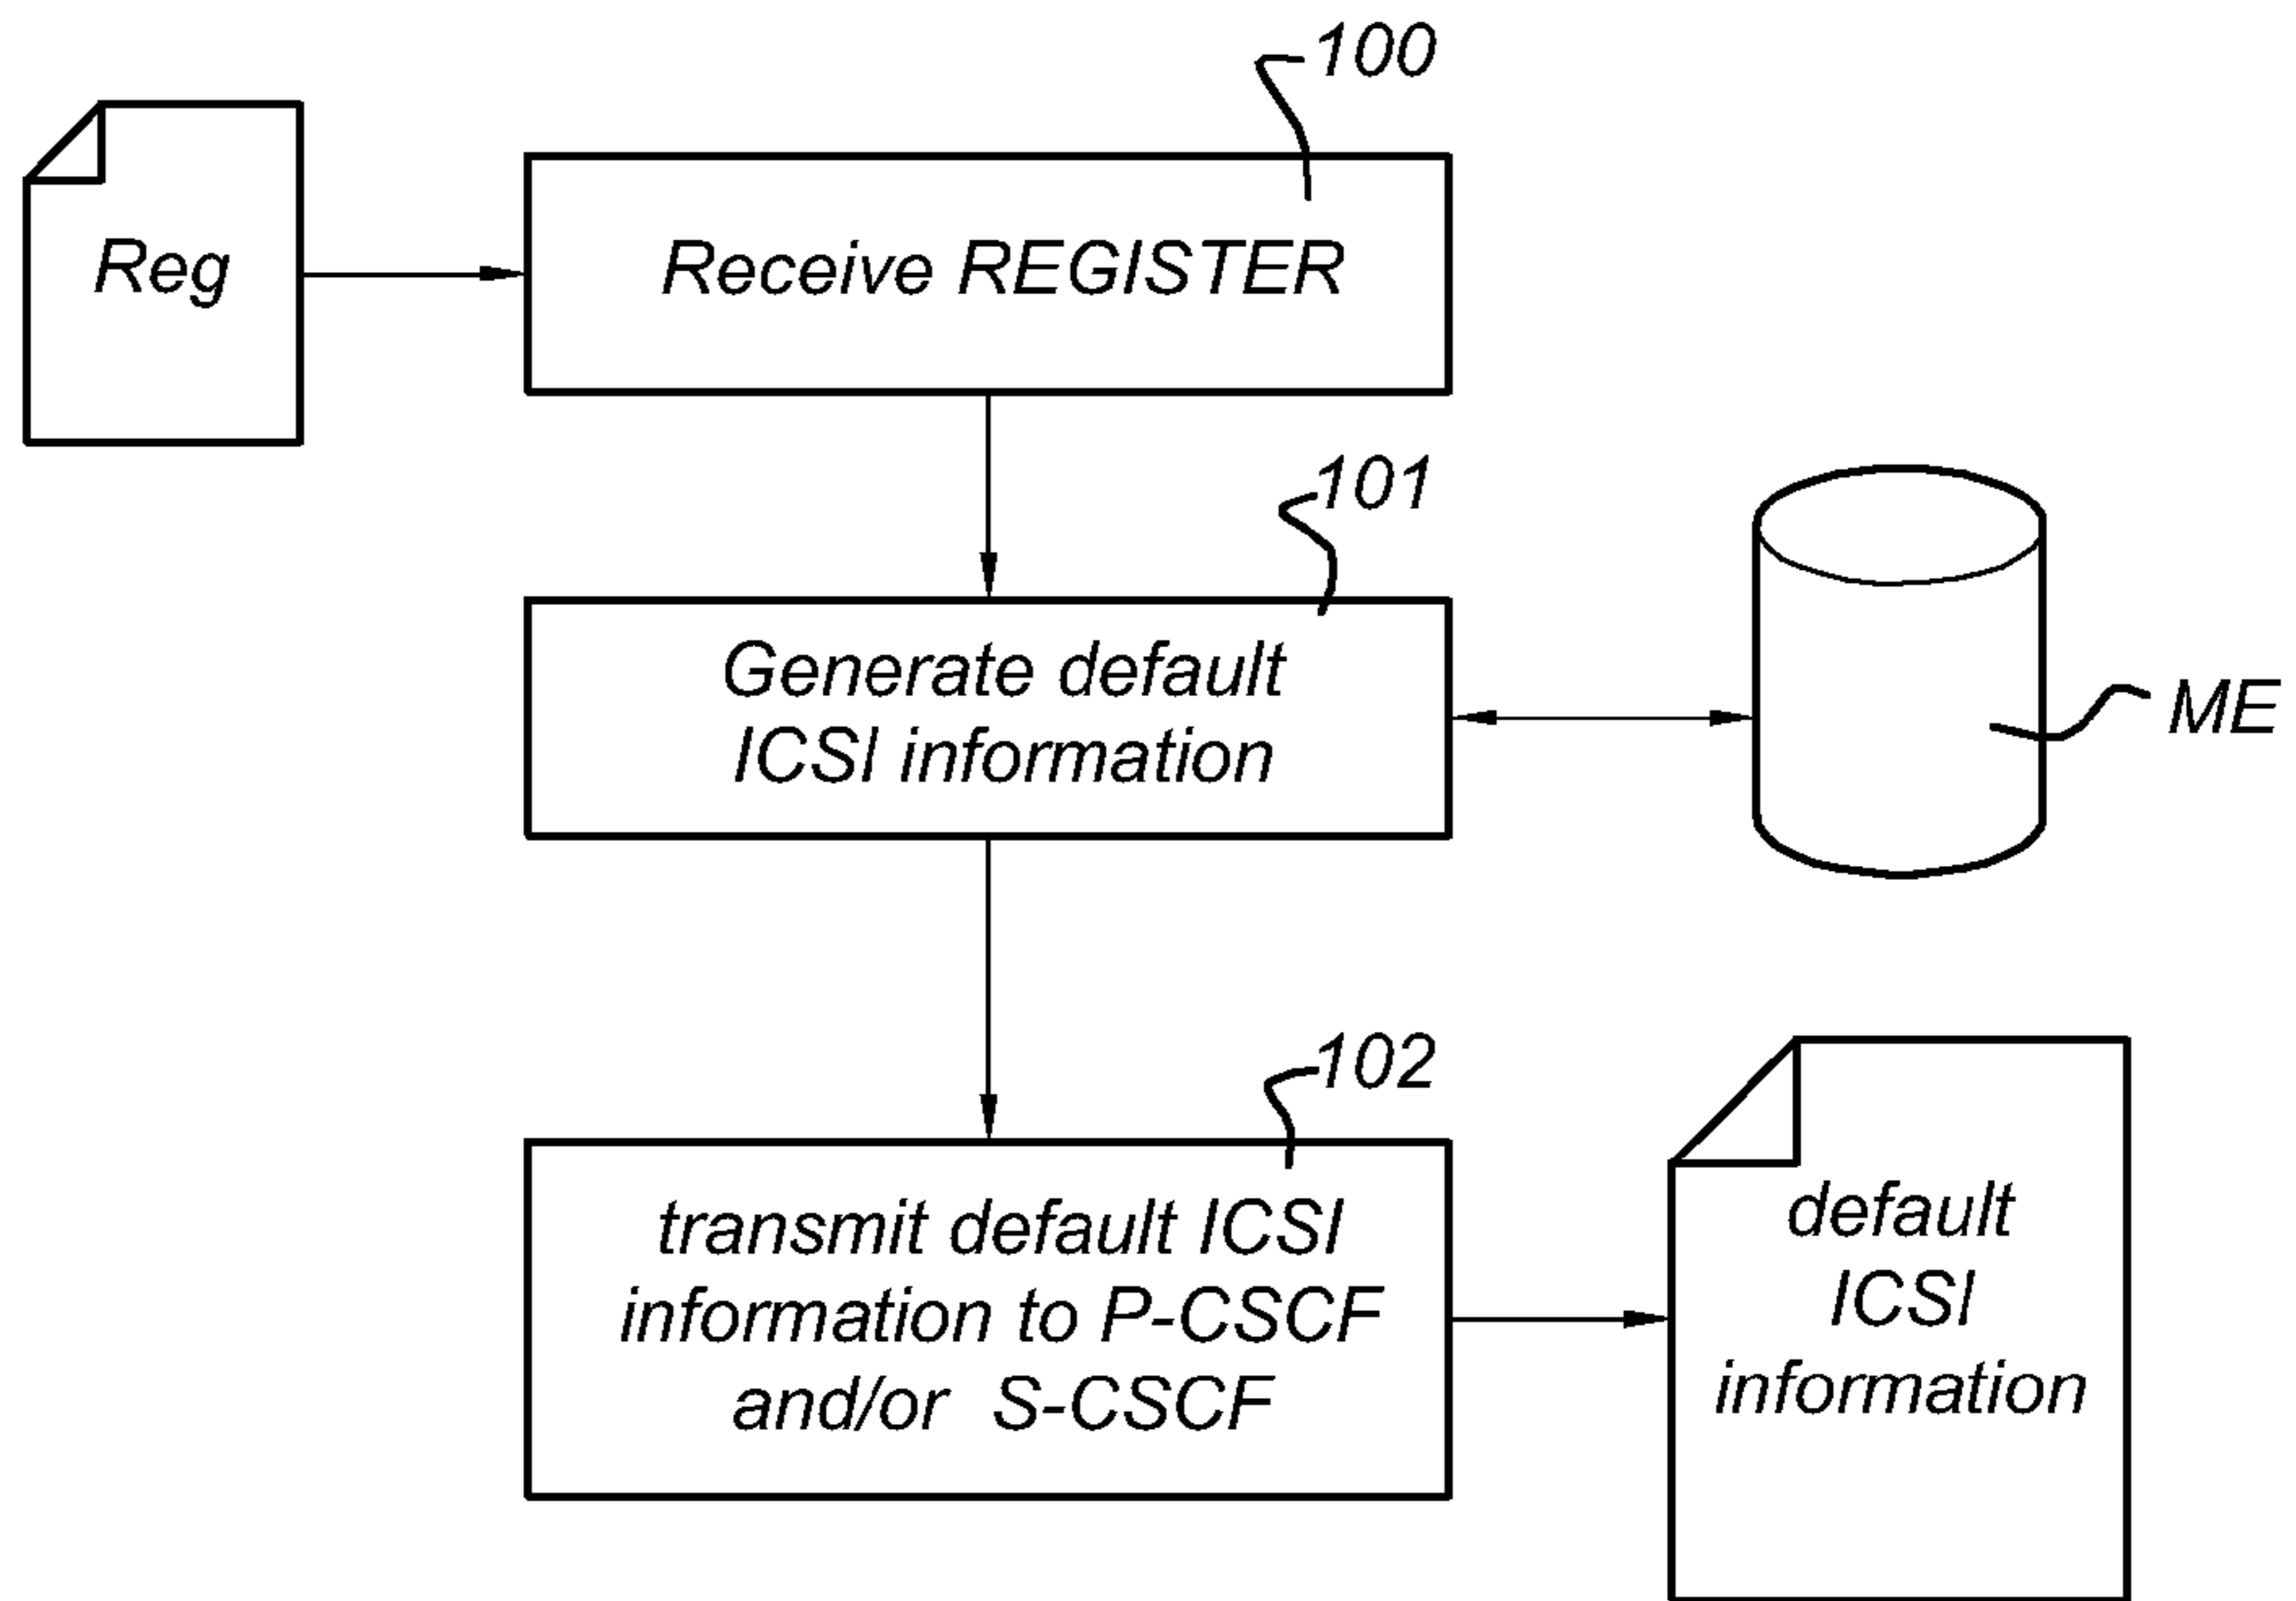 100
Reg
Receive REGISTER
101
Generate default
ICSI information
ME
102
transmit default ICSI
information to P-CSCF
and/or S-CSCF
default
ICSI
information